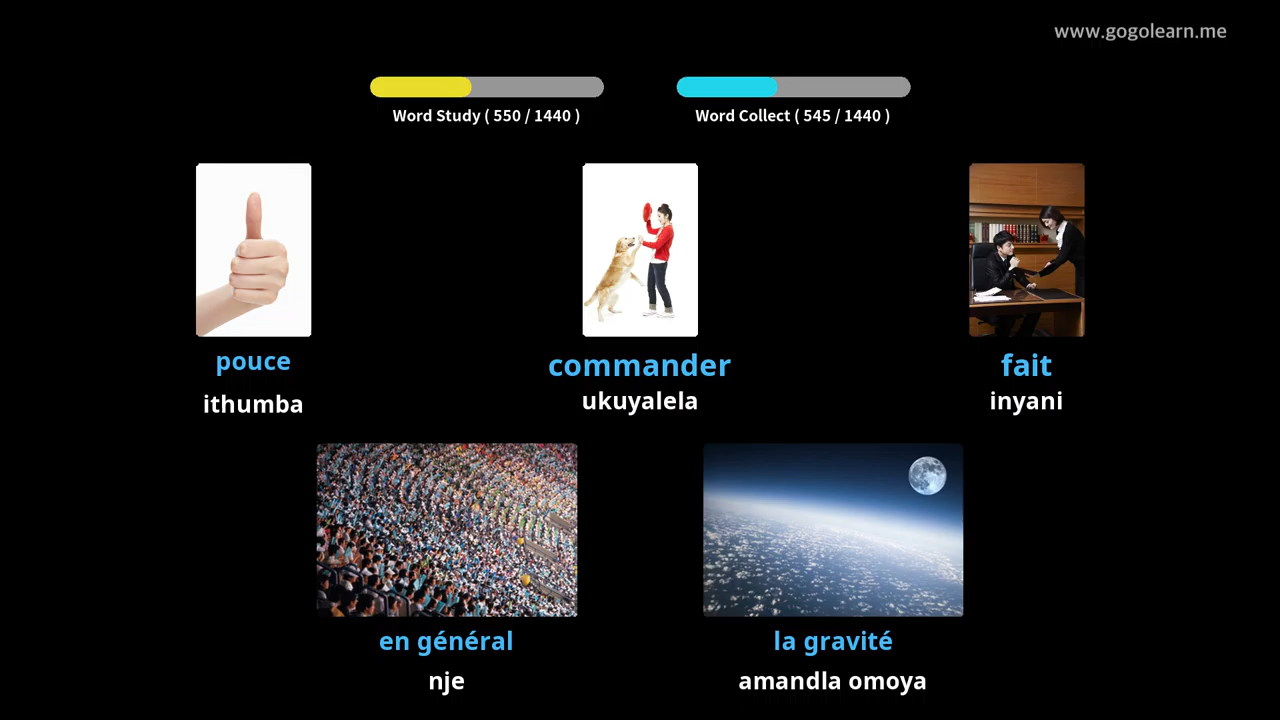 www.gogolearn.me
Word Study ( 550 / 1440 )
Word Collect ( 545 / 1440 )
pouce
ithumba
commander
ukuyalela
fait
inyani
en général
nje
la gravité
amandla omoya